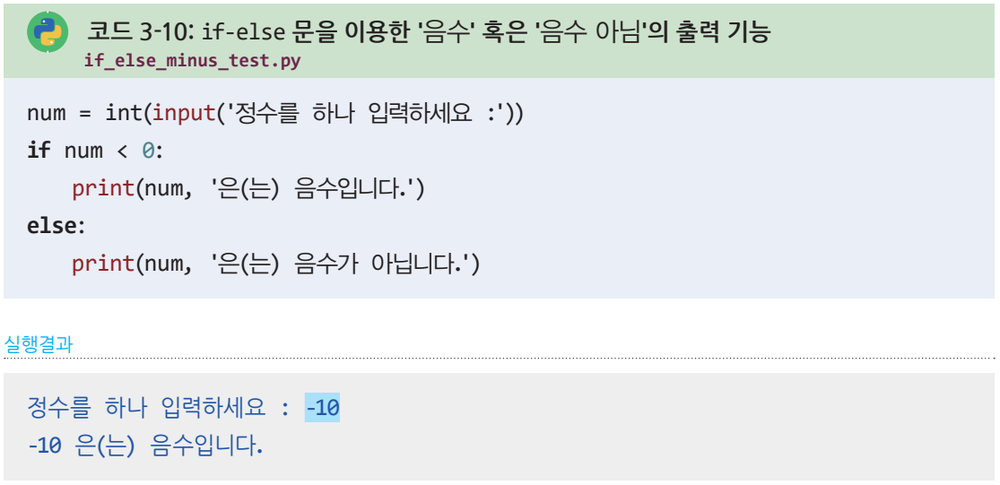 코드 3-10: if-else 문을 이용한 '음수' 혹은 '음수 아님'의 출력 기능
if_else_minus_test.py
num = int(input('정수를 하나 입력하세요 :'))
if num < 0:
    print(num, '은(는) 음수입니다.')
else:
    print(num, '은(는) 음수가 아닙니다.')
실행결과
정수를 하나 입력하세요 : -10
-10 은(는) 음수입니다.